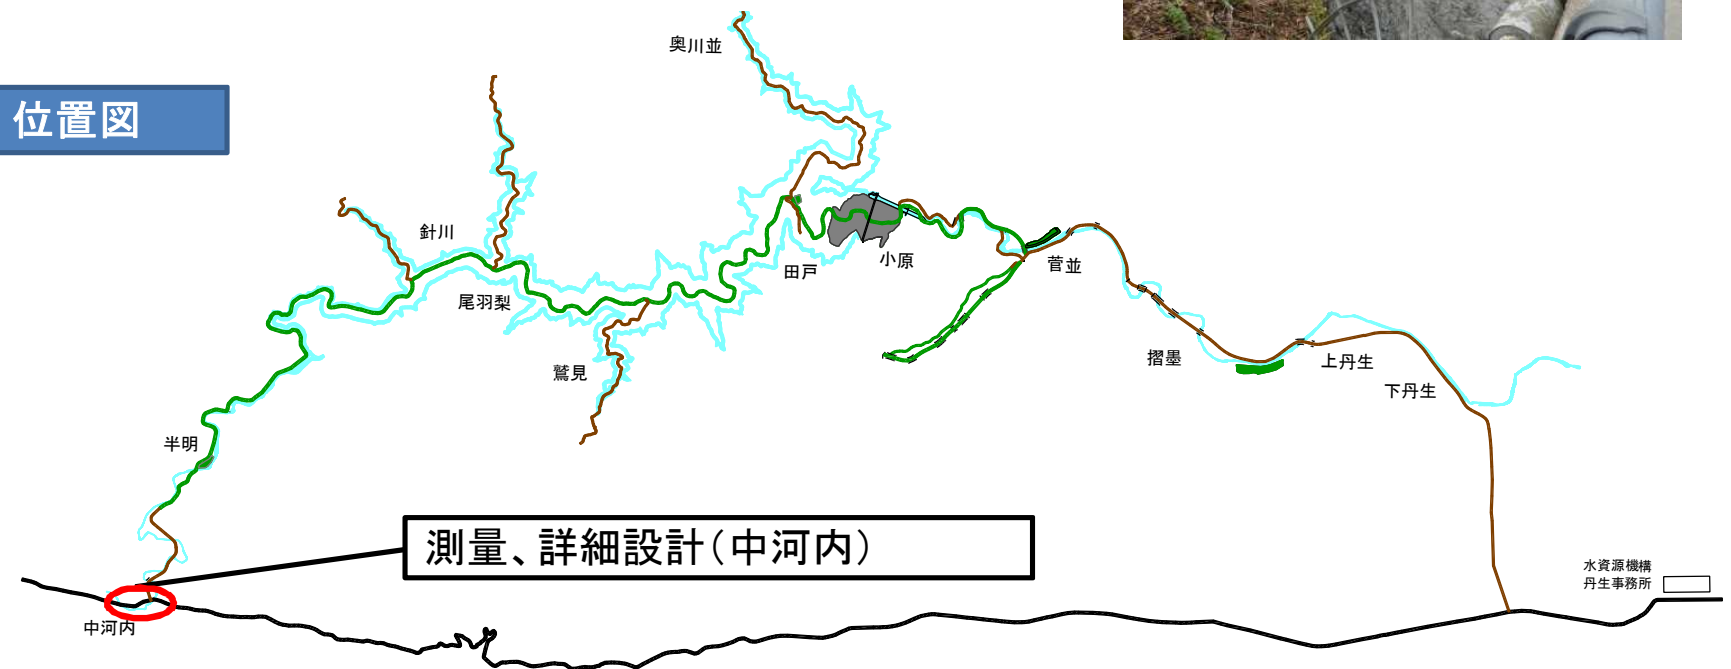 奥川並
位置図
針川
尾羽梨
田戸
小原
菅並
鷲見
摺墨
上丹生
下丹生
半明
測量、詳細設計(中河内)
水資源機構
丹生事務所
中河内